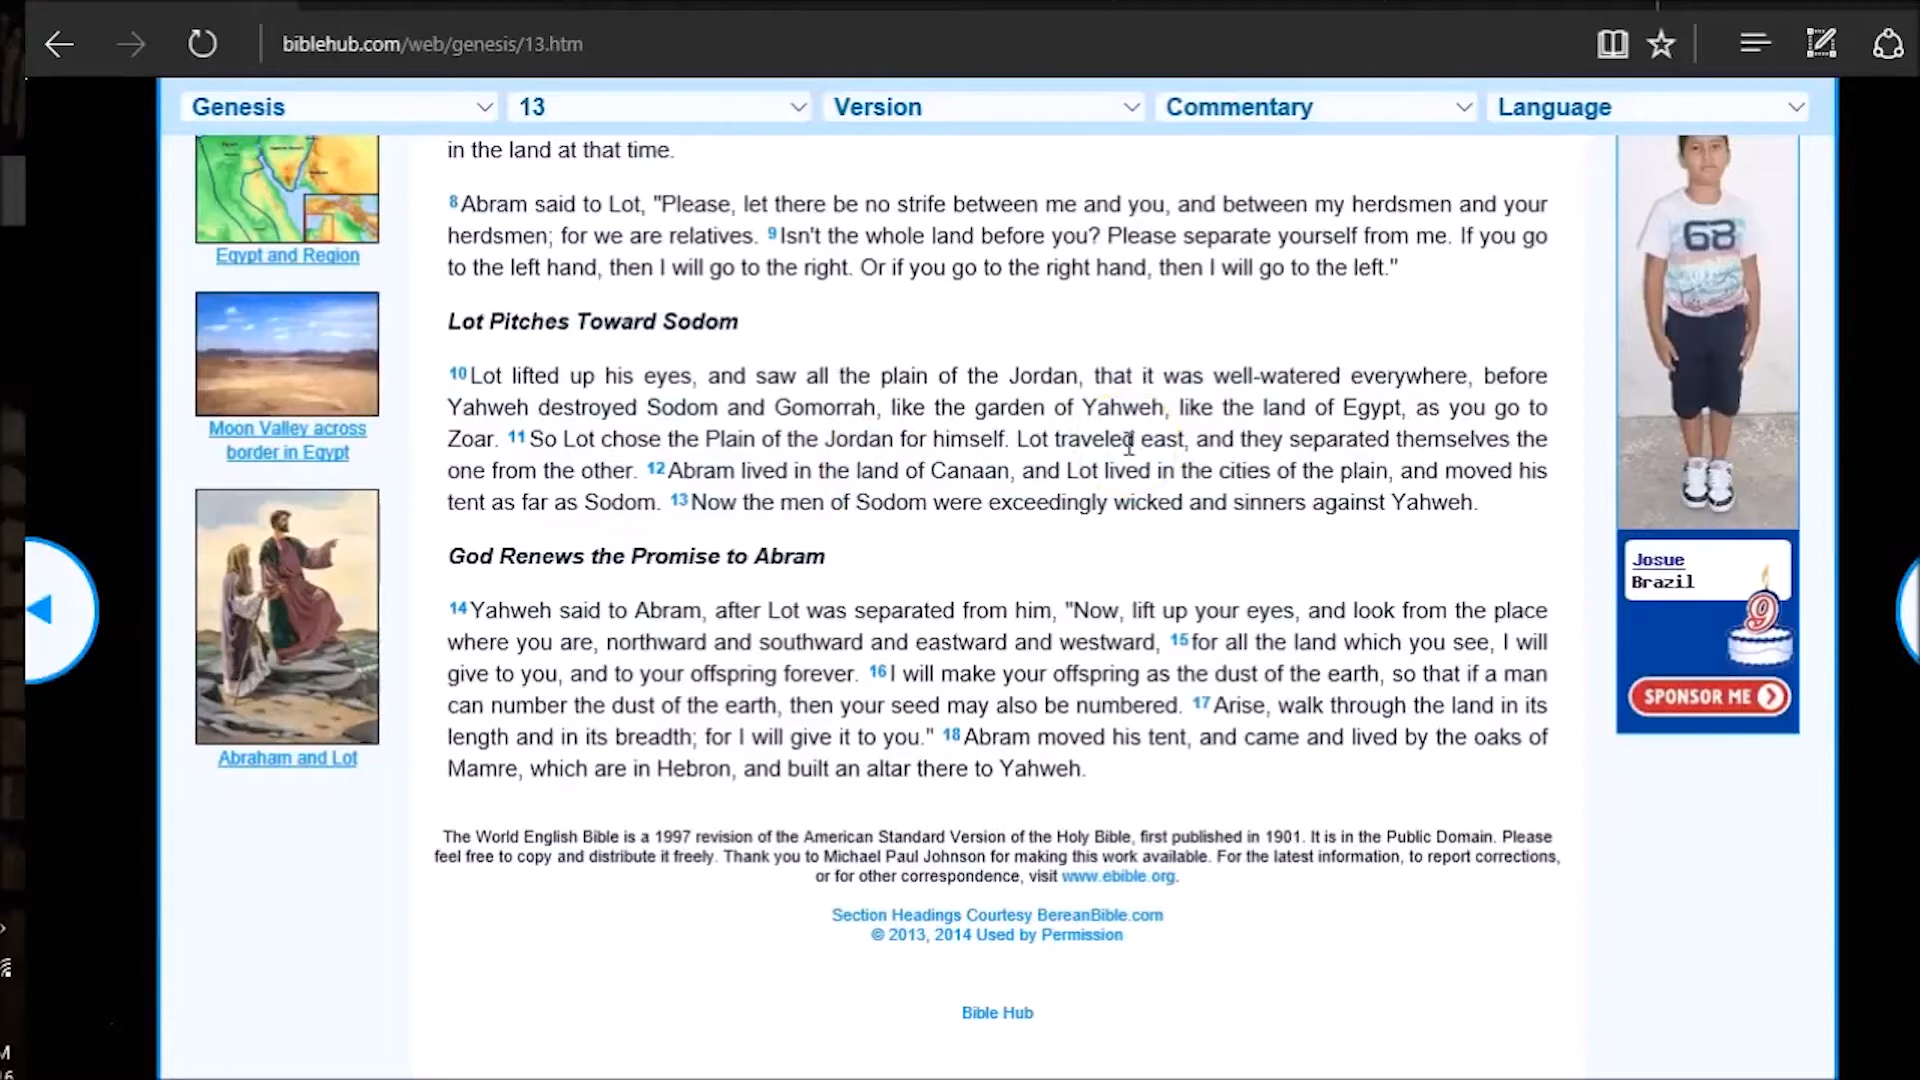 biblehub.com/web/genesis/13.htm
Genesis 13 Version Commentary Language
in the land at that time.
8 Abram said to Lot, "Please, let there be no strife between me and you, and between my herdsmen and your
herdsmen; for we are relatives. 9 Isn't the whole land before you? Please separate yourself from me. If you go
to the left hand, then I will go to the right. Or if you go to the right hand, then I will go to the left."
Lot Pitches Toward Sodom
10 Lot lifted up his eyes, and saw all the plain of the Jordan, that it was well-watered everywhere, before
Yahweh destroyed Sodom and Gomorrah, like the garden of Yahweh, like the land of Egypt, as you go to
Zoar. 11 So Lot chose the Plain of the Jordan for himself. Lot traveled east, and they separated themselves the
one from the other. 12 Abram lived in the land of Canaan, and Lot lived in the cities of the plain, and moved his
tent as far as Sodom. 13 Now the men of Sodom were exceedingly wicked and sinners against Yahweh.
God Renews the Promise to Abram
14 Yahweh said to Abram, after Lot was separated from him, "Now, lift up your eyes, and look from the place
where you are, northward and southward and eastward and westward, 15 for all the land which you see, I will
give to you, and to your offspring forever. 16 I will make your offspring as the dust of the earth, so that if a man
can number the dust of the earth, then your seed may also be numbered. 17 Arise, walk through the land in its
length and in its breadth; for I will give it to you." 18 Abram moved his tent, and came and lived by the oaks of
Mamre, which are in Hebron, and built an altar there to Yahweh.
The World English Bible is a 1997 revision of the American Standard Version of the Holy Bible, first published in 1901. It is in the Public Domain. Please
feel free to copy and distribute it freely. Thank you to Michael Paul Johnson for making this work available. For the latest information, to report corrections,
or for other correspondence, visit www.ebible.org.
Section Headings Courtesy BereanBible.com
© 2013, 2014 Used by Permission
Bible Hub
Egypt and Region
Moon Valley across
border in Egypt
Abraham and Lot
68
Josue
Brazil
9
SPONSOR ME